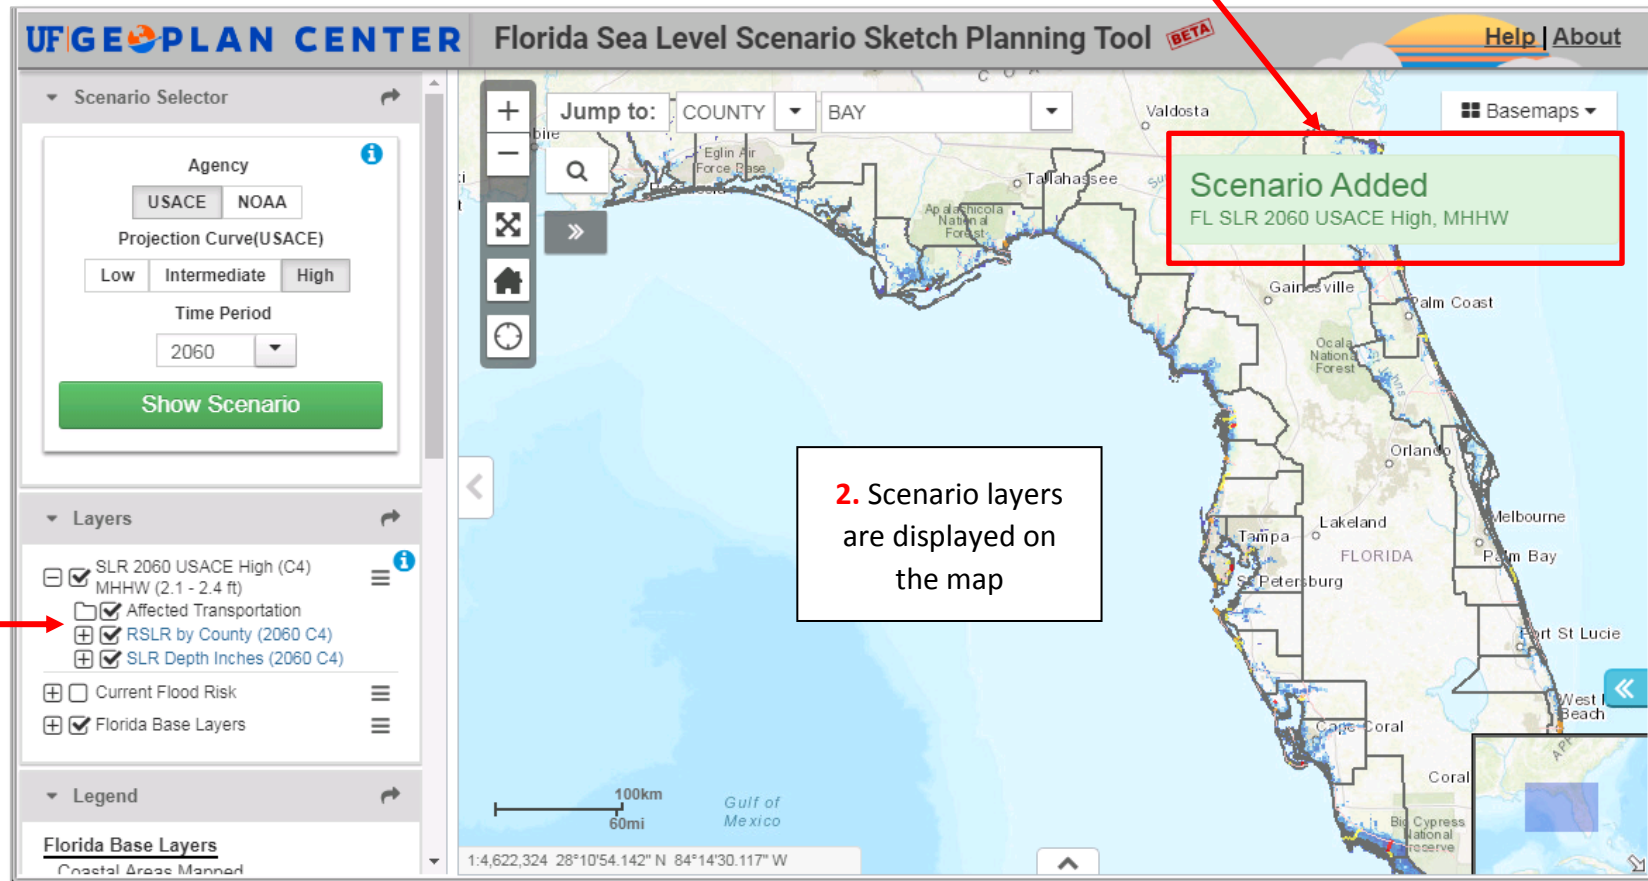 UF GEOPLAN CENTER
Florida Sea Level Scenario Sketch Planning Tool BETA
Help | About
Scenario Selector
Agency
USACE NOAA
Projection Curve(USACE)
Low Intermediate High
Time Period
2060
Show Scenario
Layers
SLR 2060 USACE High (C4)
MHHW (2.1 - 2.4 ft)
Affected Transportation
RSLR by County (2060 C4)
SLR Depth Inches (2060 C4)
Current Flood Risk
Florida Base Layers
Legend
Florida Base Layers
Coastal Areas Mapped
Jump to: COUNTY BAY
Basemaps
Valdosta
Eglin Air
Force Base
Tallahassee
Apalachicola
National
Forest
Scenario Added
FL SLR 2060 USACE High, MHHW
Gainesville
Palm Coast
Ocala
National
Forest
Johns
Orlando
2. Scenario layers
are displayed on
the map
Lakeland
Melbourne
Tampa
FLORIDA
Palm Bay
St Petersburg
Fort St Lucie
West
Beach
Cape Coral
Coral
Big Cypress
National
Preserve
100km
60mi
Gulf of
Mexico
1:4,622,324 28°10'54.142" N 84°14'30.117" W